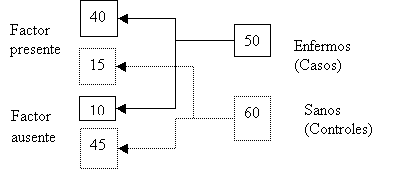 40
Factor
presente
15
50
Enfermos
(Casos)
10
Factor
ausente
45
60
Sanos
(Controles)